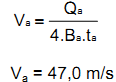 Vₐ = Qₐ / 4.Bₐ.tₐ
Vₐ = 47,0 m/s